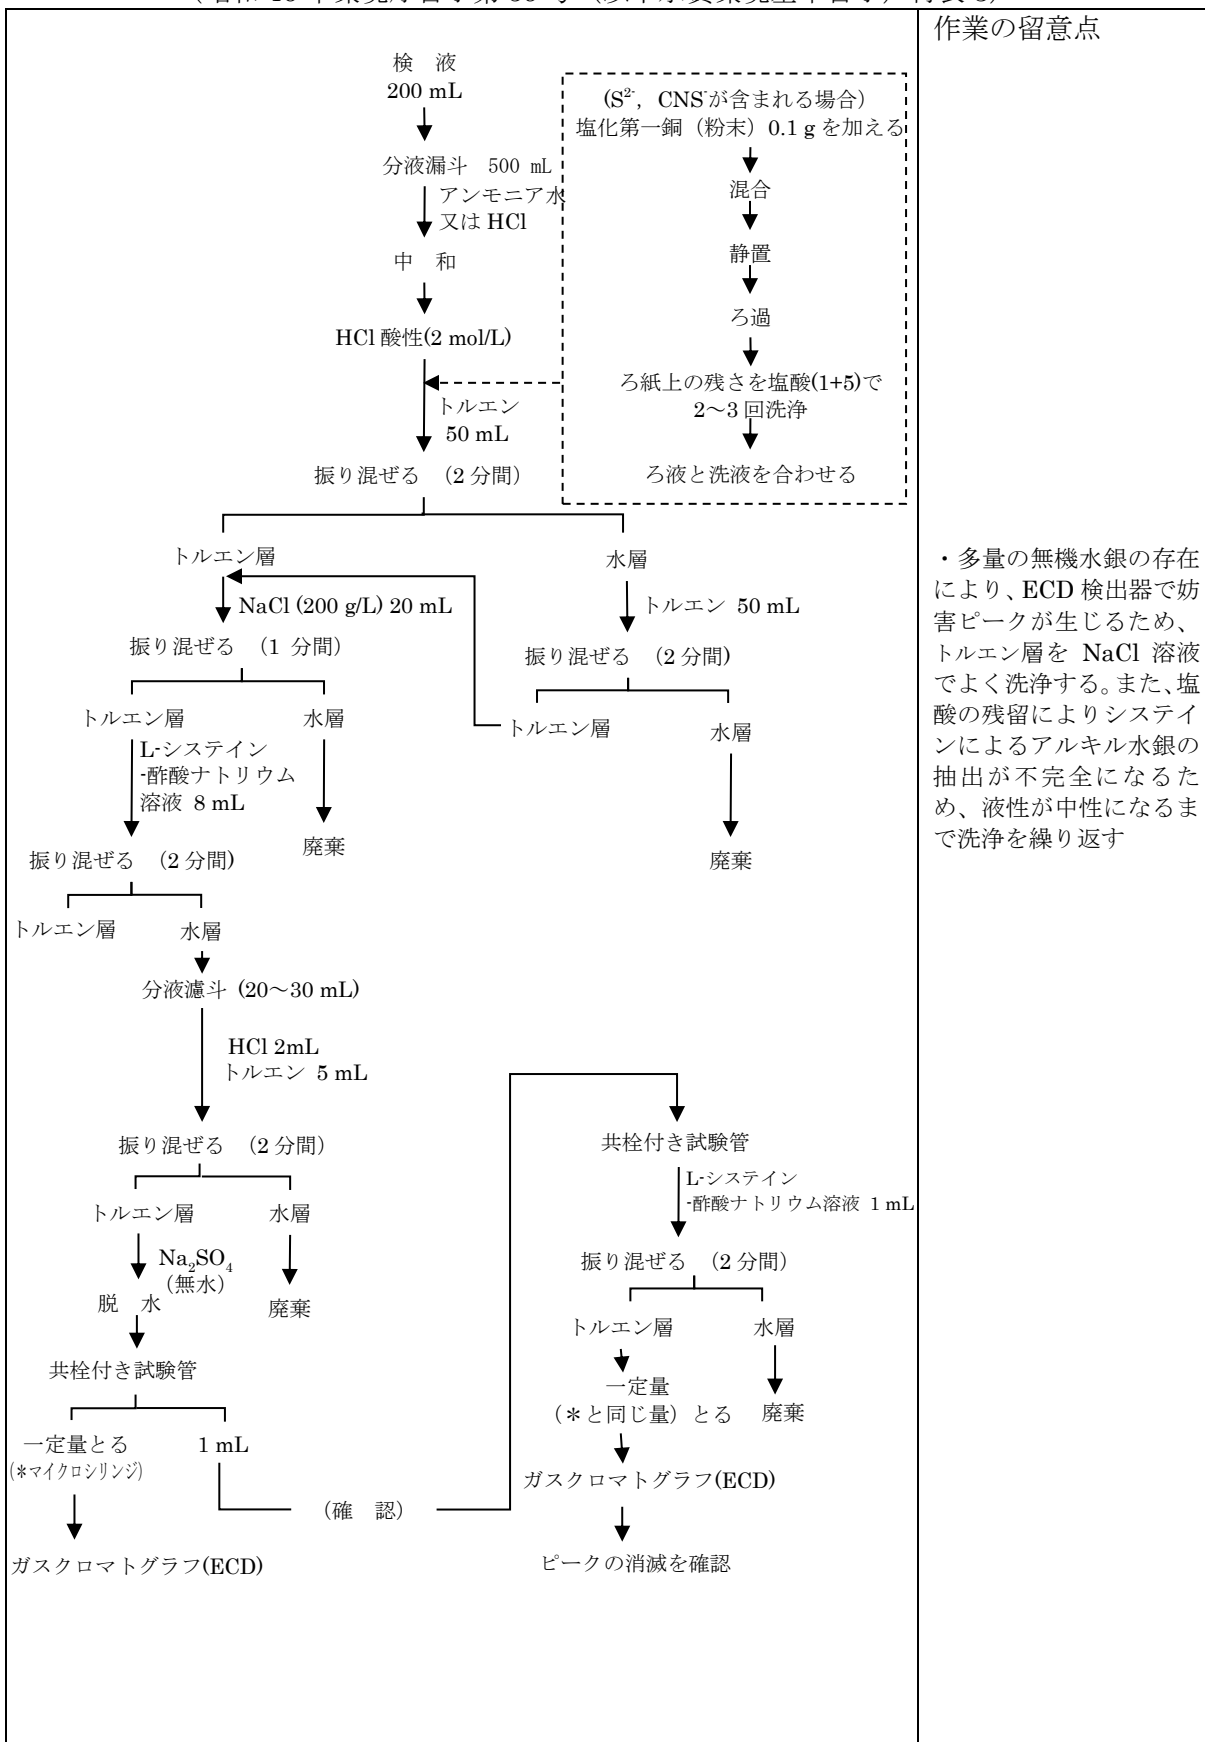 作業の留意点
検 液
200 mL
分液漏斗 500 mL
アンモニア水
又は HCl
中 和
HCl 酸性(2 mol/L)
(S²⁻, CNS⁻が含まれる場合)
塩化第一銅（粉末）0.1 g を加える
混合
静置
ろ過
ろ紙上の残さを塩酸(1+5)で
2～3 回洗浄
ろ液と洗液を合わせる
トルエン
50 mL
振り混ぜる （2 分間）
トルエン層
水層
NaCl (200 g/L) 20 mL
トルエン 50 mL
振り混ぜる （1 分間）
振り混ぜる （2 分間)
トルエン層
水層
トルエン層
水層
L-システイン
-酢酸ナトリウム
溶液 8 mL
廃棄
廃棄
振り混ぜる （2 分間)
トルエン層
水層
分液濾斗 (20～30 mL)
HCl 2mL
トルエン 5 mL
振り混ぜる （2 分間）
トルエン層
水層
Na₂SO₄
（無水）
脱 水
廃棄
共栓付き試験管
一定量とる
(＊マイクロシリンジ)
1 mL
（確 認）
ガスクロマトグラフ(ECD)
共栓付き試験管
L-システイン
-酢酸ナトリウム溶液 1 mL
振り混ぜる （2 分間）
トルエン層
水層
一定量
（＊と同じ量）とる
廃棄
ガスクロマトグラフ(ECD)
ピークの消滅を確認
・多量の無機水銀の存在
により、ECD 検出器で妨
害ピークが生じるため、
トルエン層を NaCl 溶液
でよく洗浄する。また、塩
酸の残留によりシステイ
ンによるアルキル水銀の
抽出が不完全になるた
め、液性が中性になるま
で洗浄を繰り返す